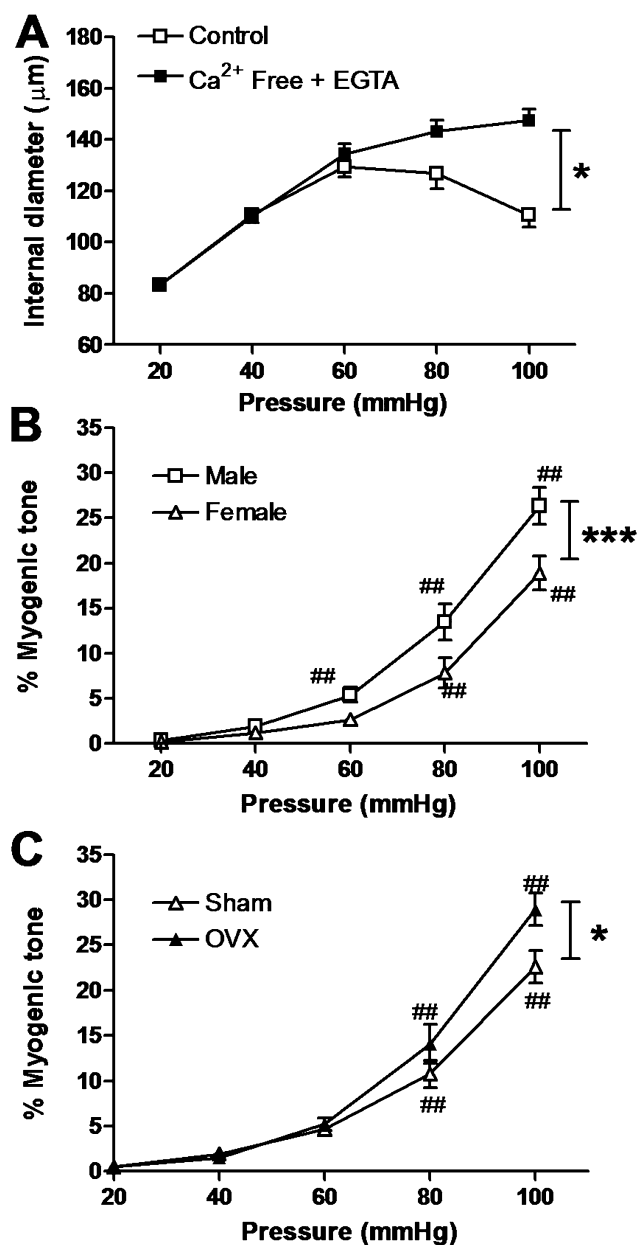 A
Control
Ca2+ Free + EGTA
Internal diameter (μm)
180
160
140
120
100
80
60
*
20 40 60 80 100
Pressure (mmHg)
B
Male
Female
% Myogenic tone
35
30
25
20
15
10
5
0
##
##
##
##
##
***
20 40 60 80 100
Pressure (mmHg)
C
Sham
OVX
% Myogenic tone
35
30
25
20
15
10
5
0
##
##
##
##
*
20 40 60 80 100
Pressure (mmHg)